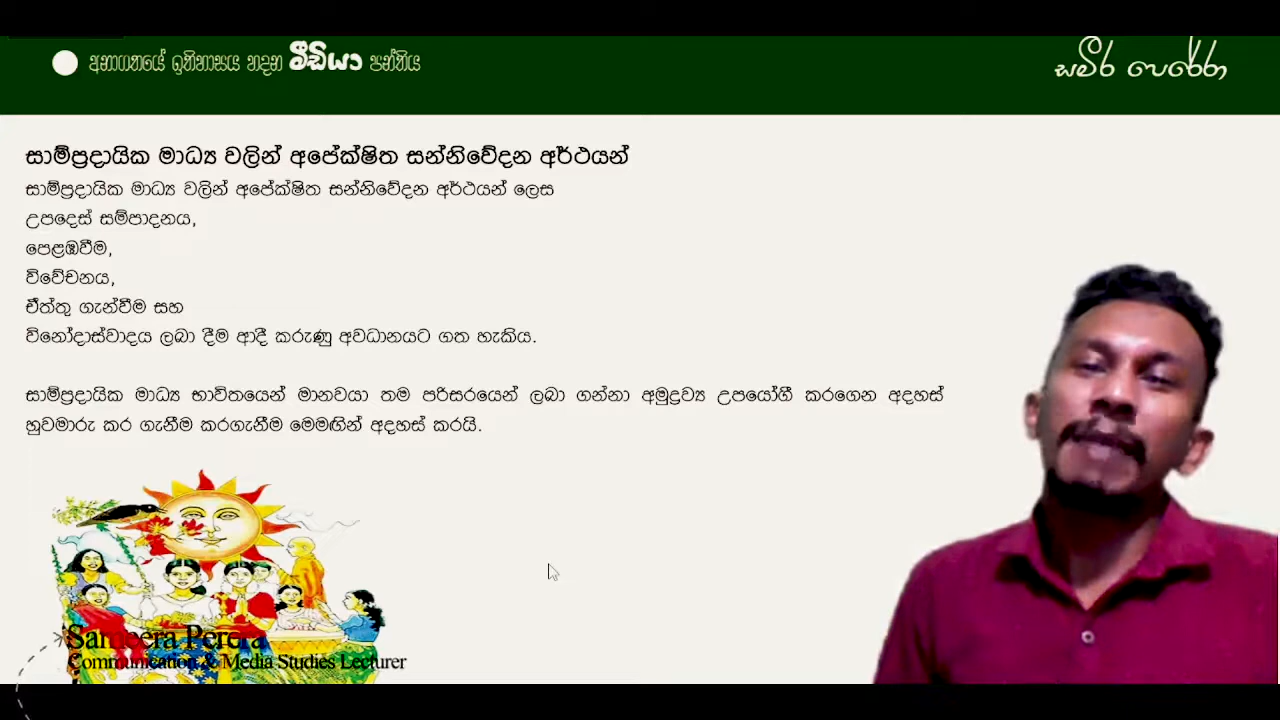 අනාගතයේ ඉතිහාසය හදන මීඩියා පන්තිය
සමීර පෙරේරා
සාම්ප්‍රදායික මාධ්‍ය වලින් අපේක්ෂිත සන්නිවේදන අර්ථයන්
සාම්ප්‍රදායික මාධ්‍ය වලින් අපේක්ෂිත සන්නිවේදන අර්ථයන් ලෙස
උපදෙස් සම්පාදනය,
පෙළඹවීම,
විවේචනය,
ඒත්තු ගැන්වීම සහ
විනෝදාස්වාදය ලබා දීම ආදී කරුණු අවධානයට ගත හැකිය.
සාම්ප්‍රදායික මාධ්‍ය භාවිතයෙන් මානවයා තම පරිසරයෙන් ලබා ගන්නා අමුද්‍රව්‍ය උපයෝගී කරගෙන අදහස්
හුවමාරු කර ගැනීම කරගැනීම මෙමඟින් අදහස් කරයි.
Sameera Perera
Communication & Media Studies Lecturer